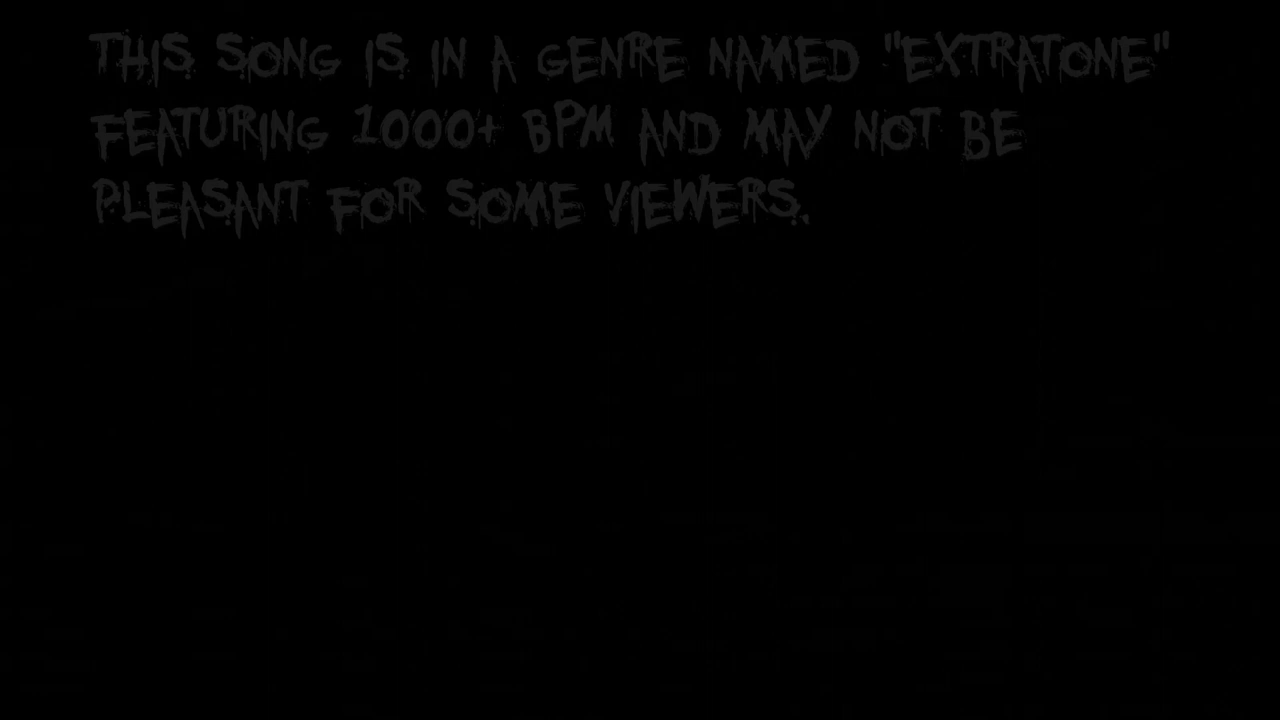 THIS SONG IS IN A GENRE NAMED "EXTRATONE"
FEATURING 1000+ BPM AND MAY NOT BE
PLEASANT FOR SOME VIEWERS.